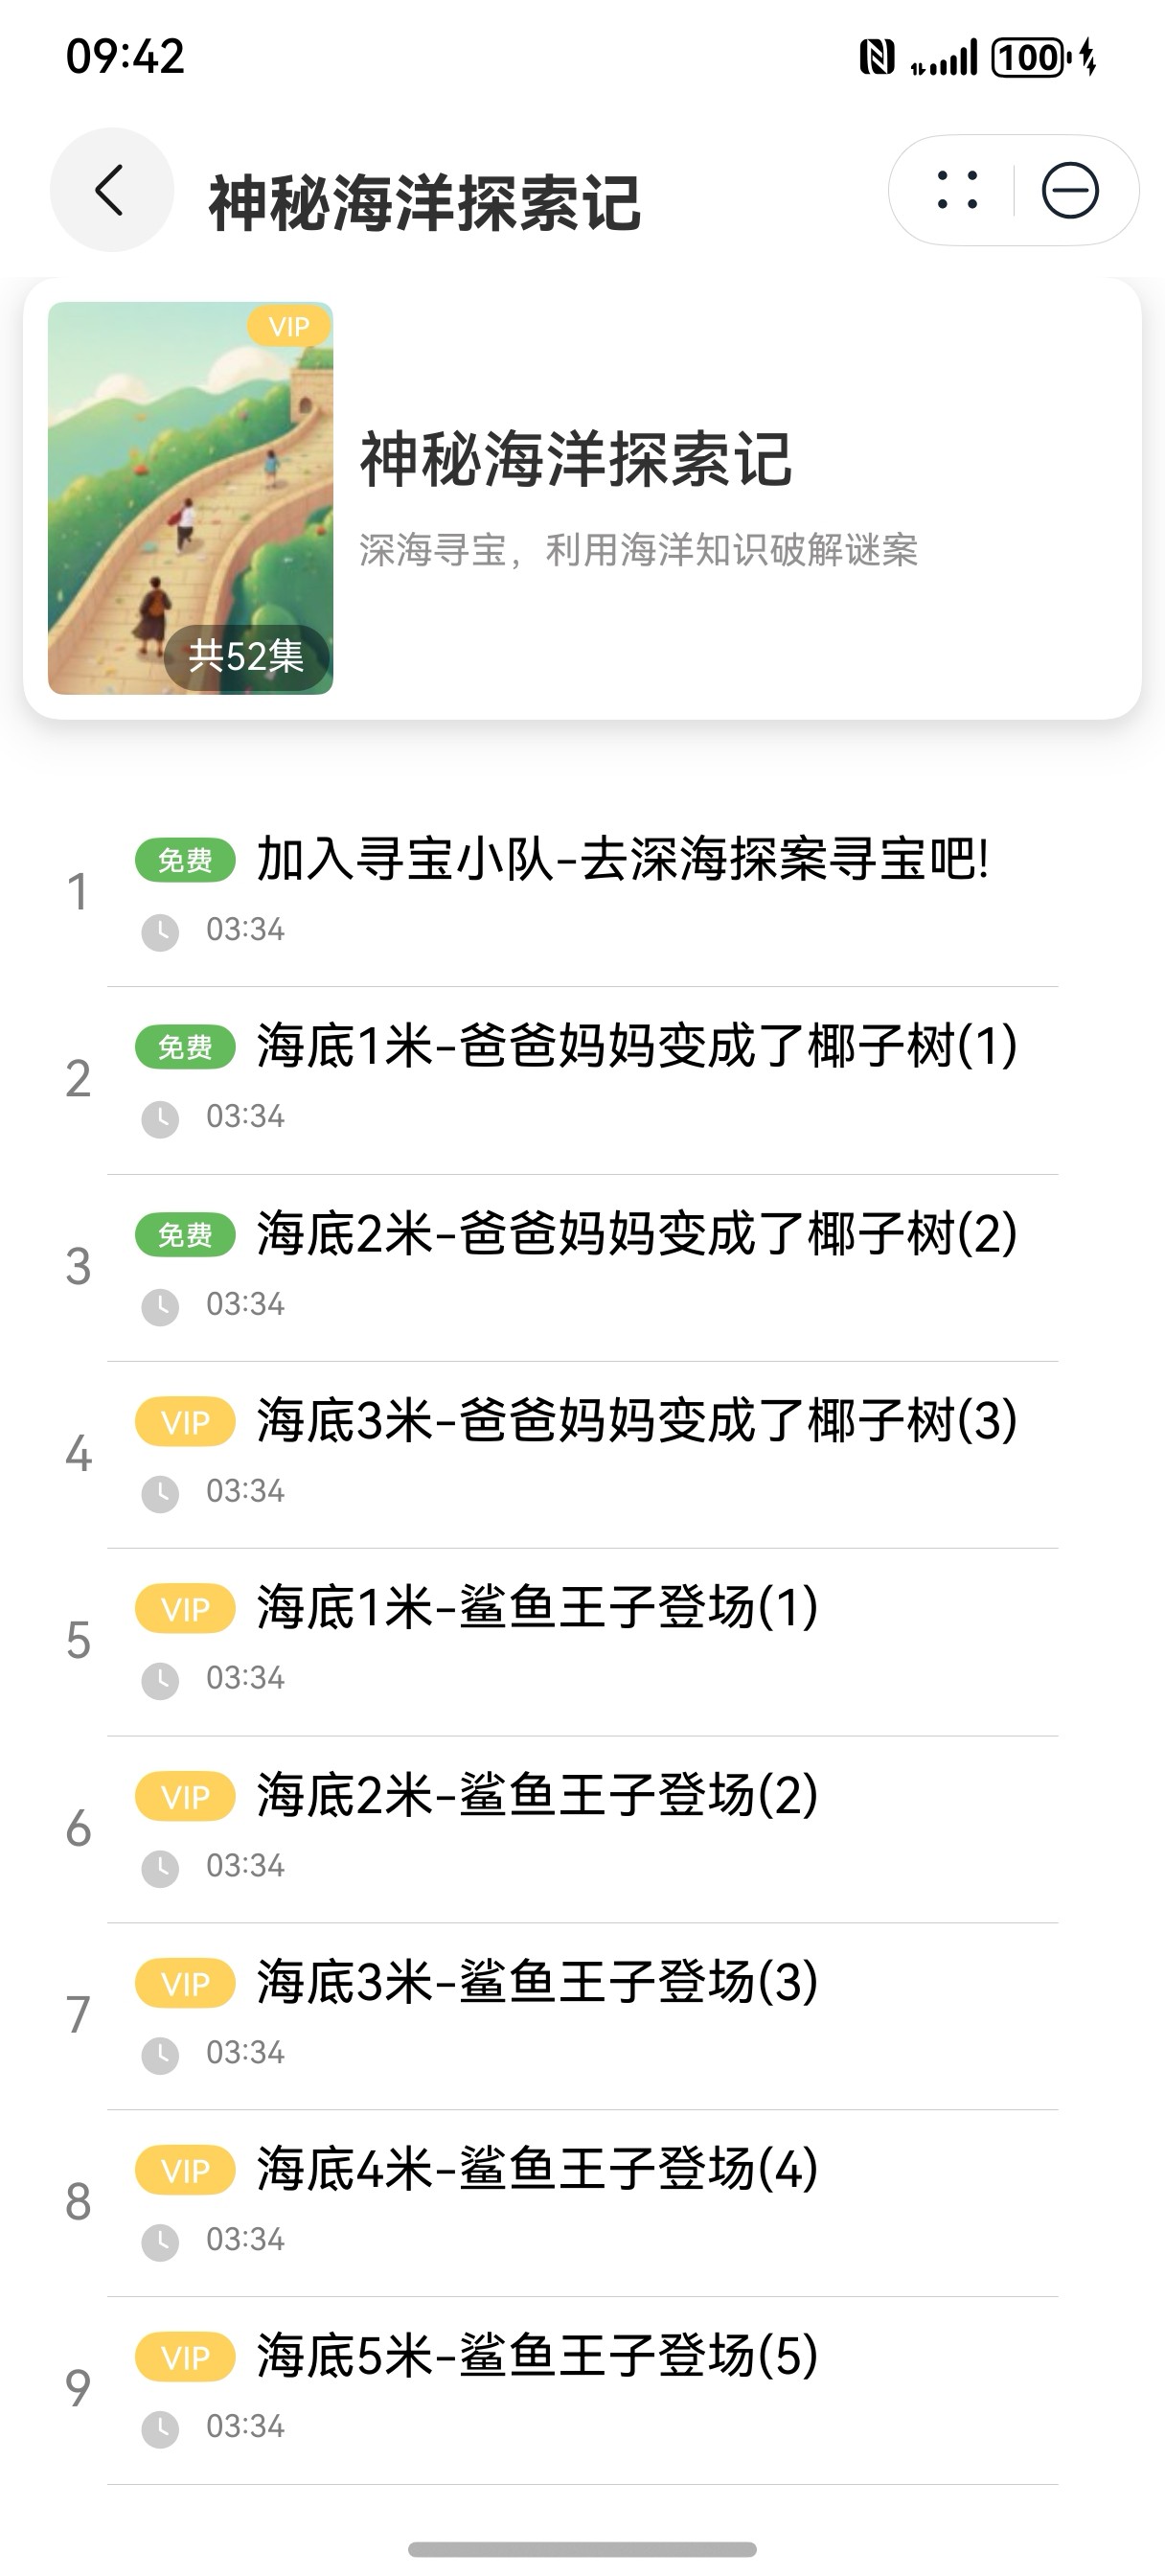 09:42
100
神秘海洋探索记
VIP
神秘海洋探索记
深海寻宝，利用海洋知识破解谜案
共52集
1
免费 加入寻宝小队-去深海探案寻宝吧!
03:34
2
免费 海底1米-爸爸妈妈变成了椰子树(1)
03:34
3
免费 海底2米-爸爸妈妈变成了椰子树(2)
03:34
4
VIP 海底3米-爸爸妈妈变成了椰子树(3)
03:34
5
VIP 海底1米-鲨鱼王子登场(1)
03:34
6
VIP 海底2米-鲨鱼王子登场(2)
03:34
7
VIP 海底3米-鲨鱼王子登场(3)
03:34
8
VIP 海底4米-鲨鱼王子登场(4)
03:34
9
VIP 海底5米-鲨鱼王子登场(5)
03:34